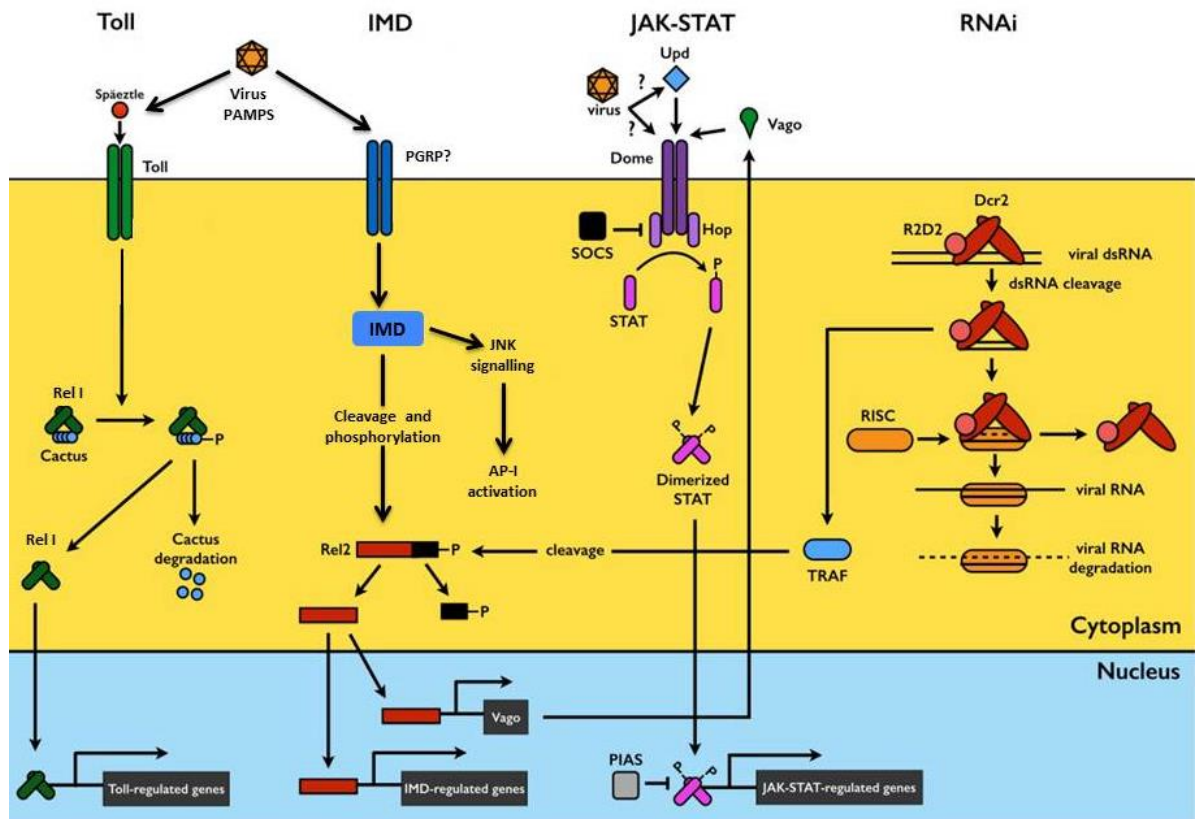 Toll
IMD
JAK-STAT
RNAi
Virus
PAMPS
Späeztle
Toll
PGRP?
Upd
?
virus
?
Vago
Dome
SOCS
Hop
STAT
P
P
P
Dimerized
STAT
Dcr2
R2D2
viral dsRNA
dsRNA cleavage
RISC
viral RNA
viral RNA
degradation
TRAF
IMD
JNK
signalling
Cleavage and
phosphorylation
AP-I
activation
Rel I
Cactus
P
Rel I
Cactus
degradation
Rel2
P
cleavage
P
Cytoplasm
Nucleus
Vago
PIAS
P
P
Toll-regulated genes
IMD-regulated genes
JAK-STAT-regulated genes